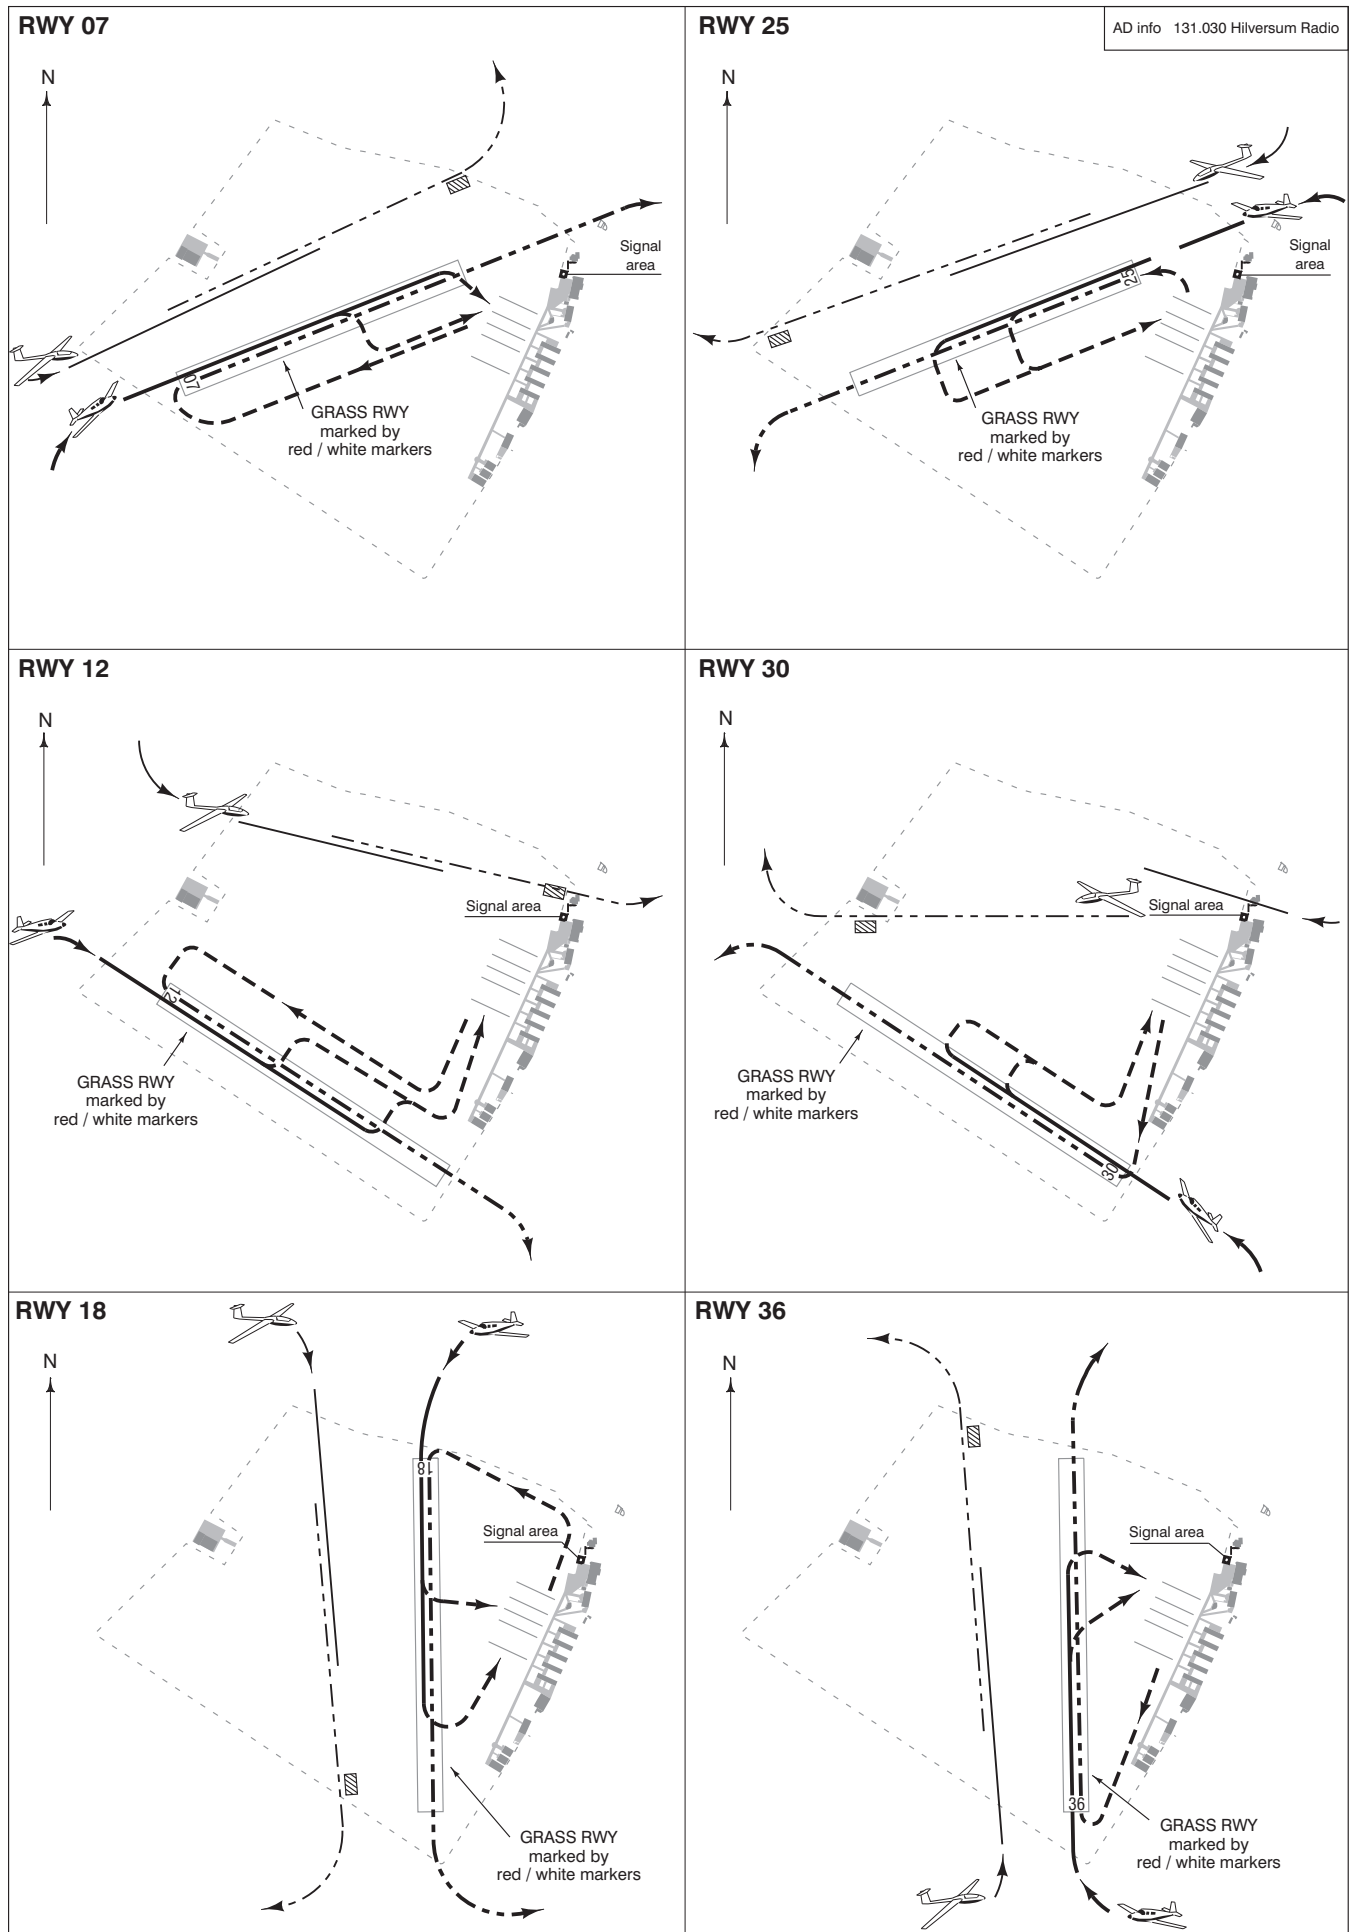 RWY 07
N
Signal
area
07
GRASS RWY
marked by
red / white markers
RWY 25
AD info 131.030 Hilversum Radio
N
Signal
area
25
GRASS RWY
marked by
red / white markers
RWY 12
N
Signal area
12
GRASS RWY
marked by
red / white markers
RWY 30
N
Signal area
30
GRASS RWY
marked by
red / white markers
RWY 18
N
18
Signal area
GRASS RWY
marked by
red / white markers
RWY 36
N
Signal area
36
GRASS RWY
marked by
red / white markers